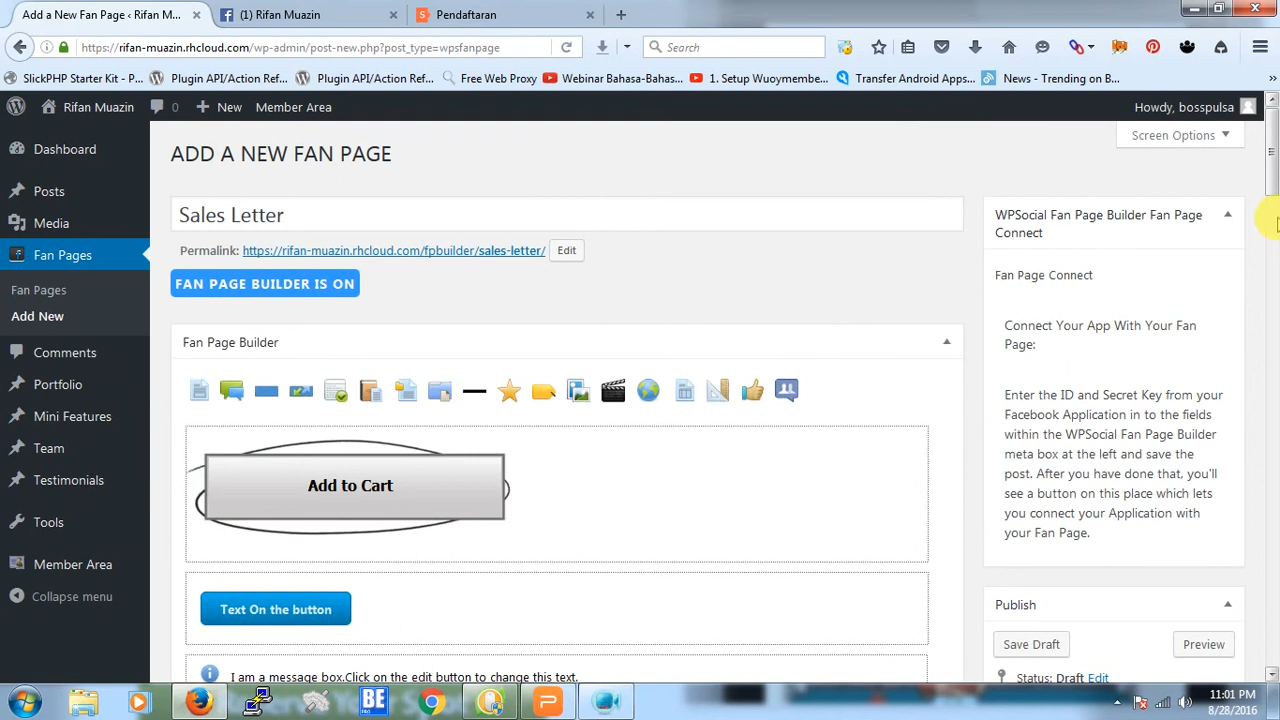 Add a New Fan Page ‹ Rifan M...
(1) Rifan Muazin
Pendaftaran
https://rifan-muazin.rhcloud.com/wp-admin/post-new.php?post_type=wpsfanpage
Search
SlickPHP Starter Kit - P...
Plugin API/Action Ref...
Plugin API/Action Ref...
Free Web Proxy
Webinar Bahasa-Bahas...
1. Setup Wuoymembe...
Transfer Android Apps...
News - Trending on B...
Rifan Muazin
0
New
Member Area
Howdy, bosspulsa
Screen Options
Dashboard
Posts
Media
Fan Pages
Fan Pages
Add New
Comments
Portfolio
Mini Features
Team
Testimonials
Tools
Member Area
Collapse menu
ADD A NEW FAN PAGE
Sales Letter
Permalink: https://rifan-muazin.rhcloud.com/fpbuilder/sales-letter/ Edit
FAN PAGE BUILDER IS ON
Fan Page Builder
Add to Cart
Text On the button
I am a message box.Click on the edit button to change this text.
WPSocial Fan Page Builder Fan Page
Connect
Fan Page Connect
Connect Your App With Your Fan
Page:
Enter the ID and Secret Key from your
Facebook Application in to the fields
within the WPSocial Fan Page Builder
meta box at the left and save the
post. After you have done that, you'll
see a button on this place which lets
you connect your Application with
your Fan Page.
Publish
Save Draft
Preview
Status: Draft Edit
11:01 PM
8/28/2016